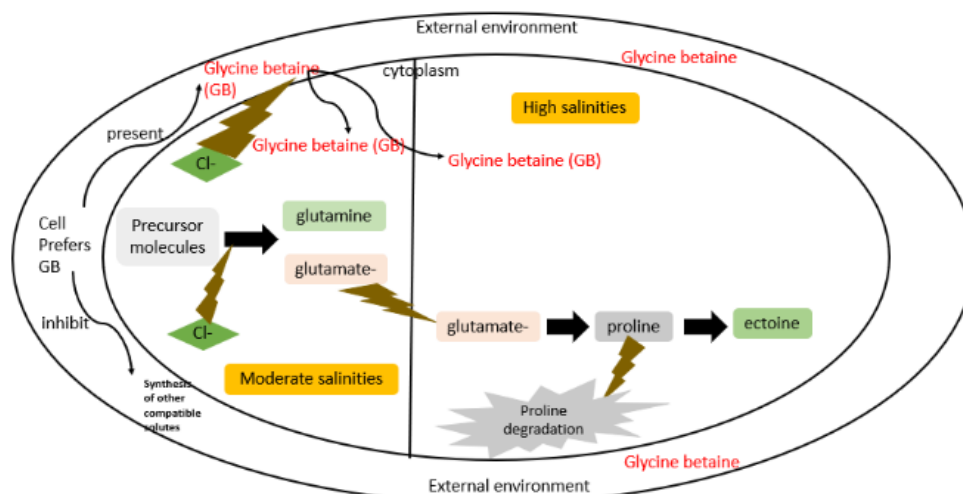 External environment
Glycine betaine
Glycine betaine
(GB)
cytoplasm
High salinities
present
Glycine betaine (GB)
Glycine betaine (GB)
Cl-
Cell
Prefers
GB
Precursor
molecules
glutamine
glutamate-
inhibit
Cl-
glutamate-
proline
ectoine
Moderate salinities
Synthesis
of other
compatible
solutes
Proline
degradation
Glycine betaine
External environment